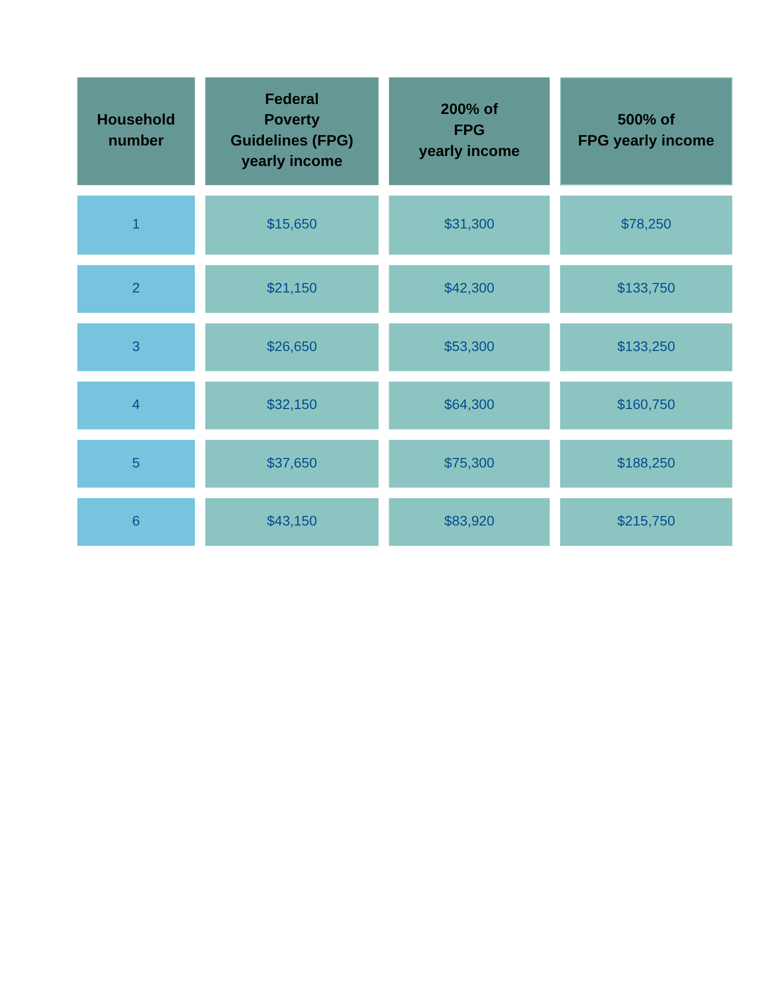 Household
number
Federal
Poverty
Guidelines (FPG)
yearly income
200% of
FPG
yearly income
500% of
FPG yearly income
1 $15,650 $31,300 $78,250
2 $21,150 $42,300 $133,750
3 $26,650 $53,300 $133,250
4 $32,150 $64,300 $160,750
5 $37,650 $75,300 $188,250
6 $43,150 $83,920 $215,750